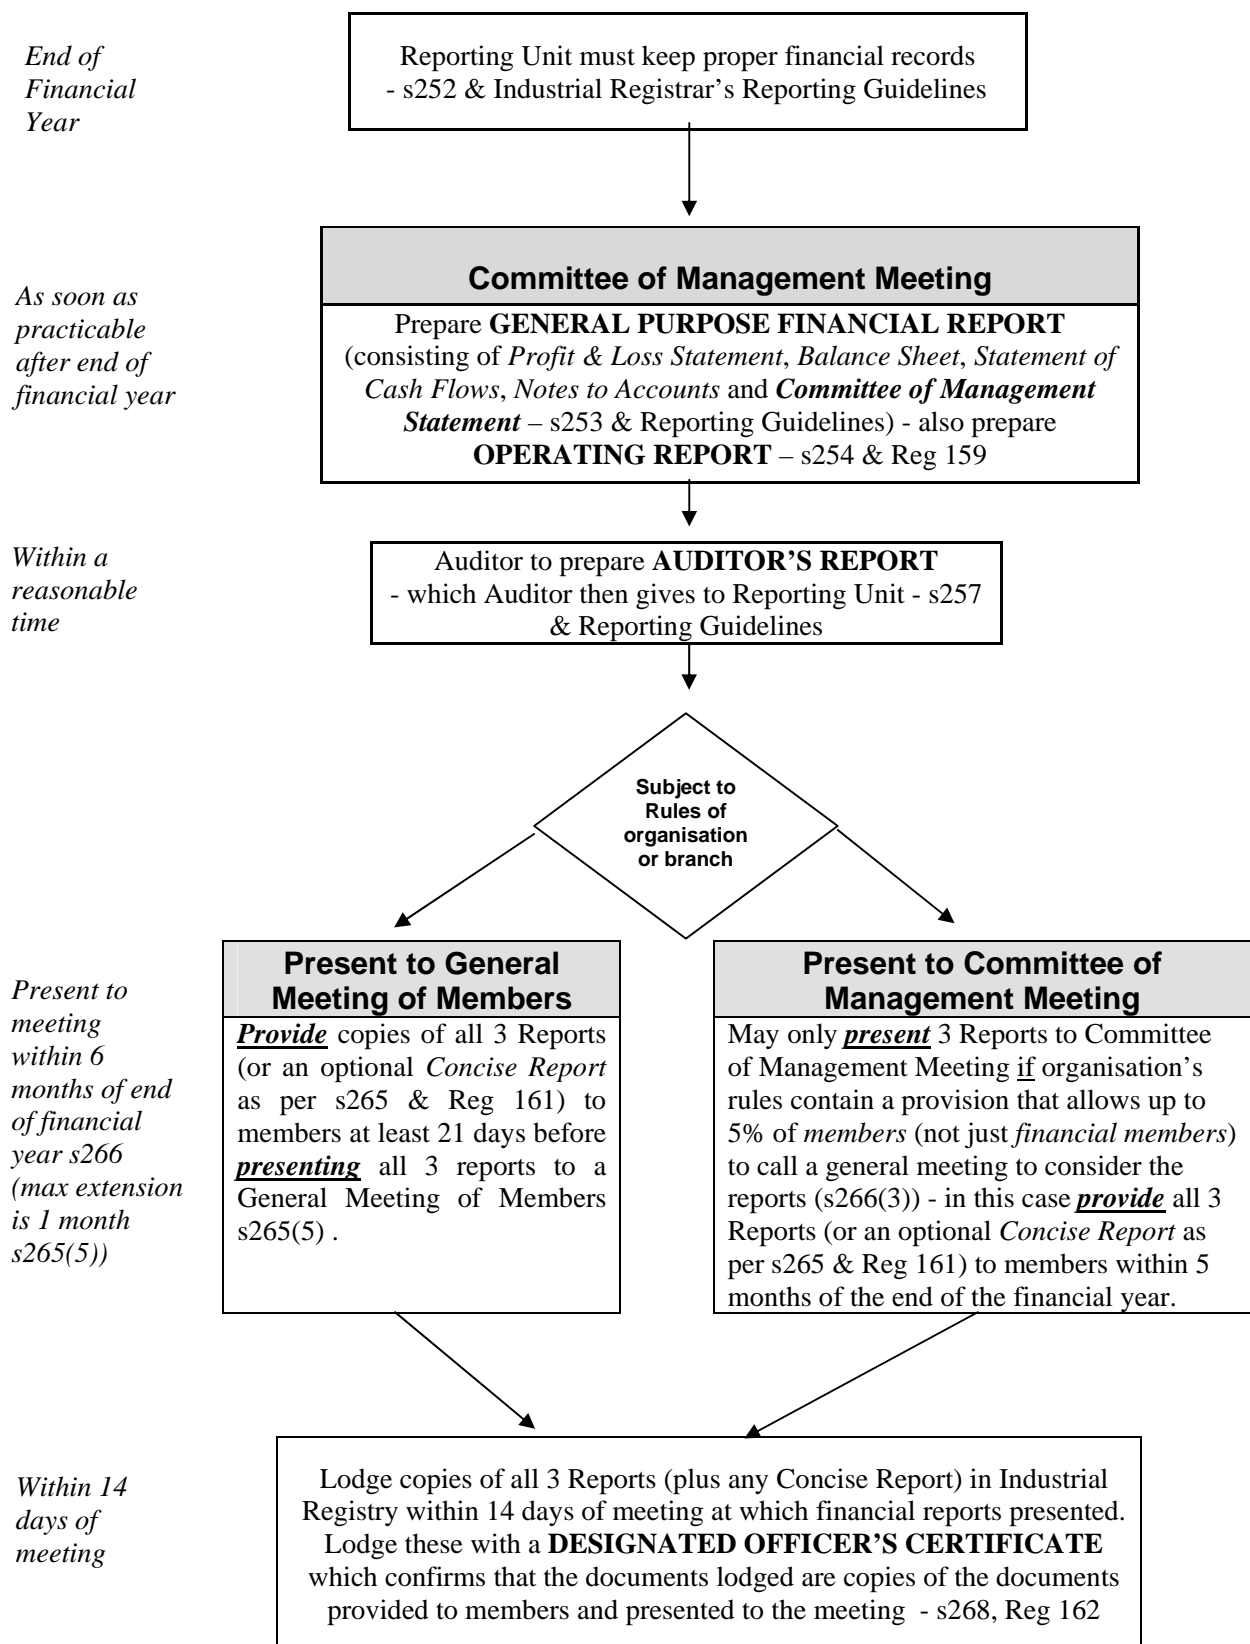 End of
Financial
Year
Reporting Unit must keep proper financial records
- s252 & Industrial Registrar’s Reporting Guidelines
As soon as
practicable
after end of
financial year
Committee of Management Meeting
Prepare GENERAL PURPOSE FINANCIAL REPORT
(consisting of Profit & Loss Statement, Balance Sheet, Statement of
Cash Flows, Notes to Accounts and Committee of Management
Statement – s253 & Reporting Guidelines) - also prepare
OPERATING REPORT – s254 & Reg 159
Within a
reasonable
time
Auditor to prepare AUDITOR’S REPORT
- which Auditor then gives to Reporting Unit - s257
& Reporting Guidelines
Subject to
Rules of
organisation
or branch
Present to
meeting
within 6
months of end
of financial
year s266
(max extension
is 1 month
s265(5))
Present to General
Meeting of Members
Provide copies of all 3 Reports
(or an optional Concise Report
as per s265 & Reg 161) to
members at least 21 days before
presenting all 3 reports to a
General Meeting of Members
s265(5) .
Present to Committee of
Management Meeting
May only present 3 Reports to Committee
of Management Meeting if organisation’s
rules contain a provision that allows up to
5% of members (not just financial members)
to call a general meeting to consider the
reports (s266(3)) - in this case provide all 3
Reports (or an optional Concise Report as
per s265 & Reg 161) to members within 5
months of the end of the financial year.
Within 14
days of
meeting
Lodge copies of all 3 Reports (plus any Concise Report) in Industrial
Registry within 14 days of meeting at which financial reports presented.
Lodge these with a DESIGNATED OFFICER’S CERTIFICATE
which confirms that the documents lodged are copies of the documents
provided to members and presented to the meeting - s268, Reg 162